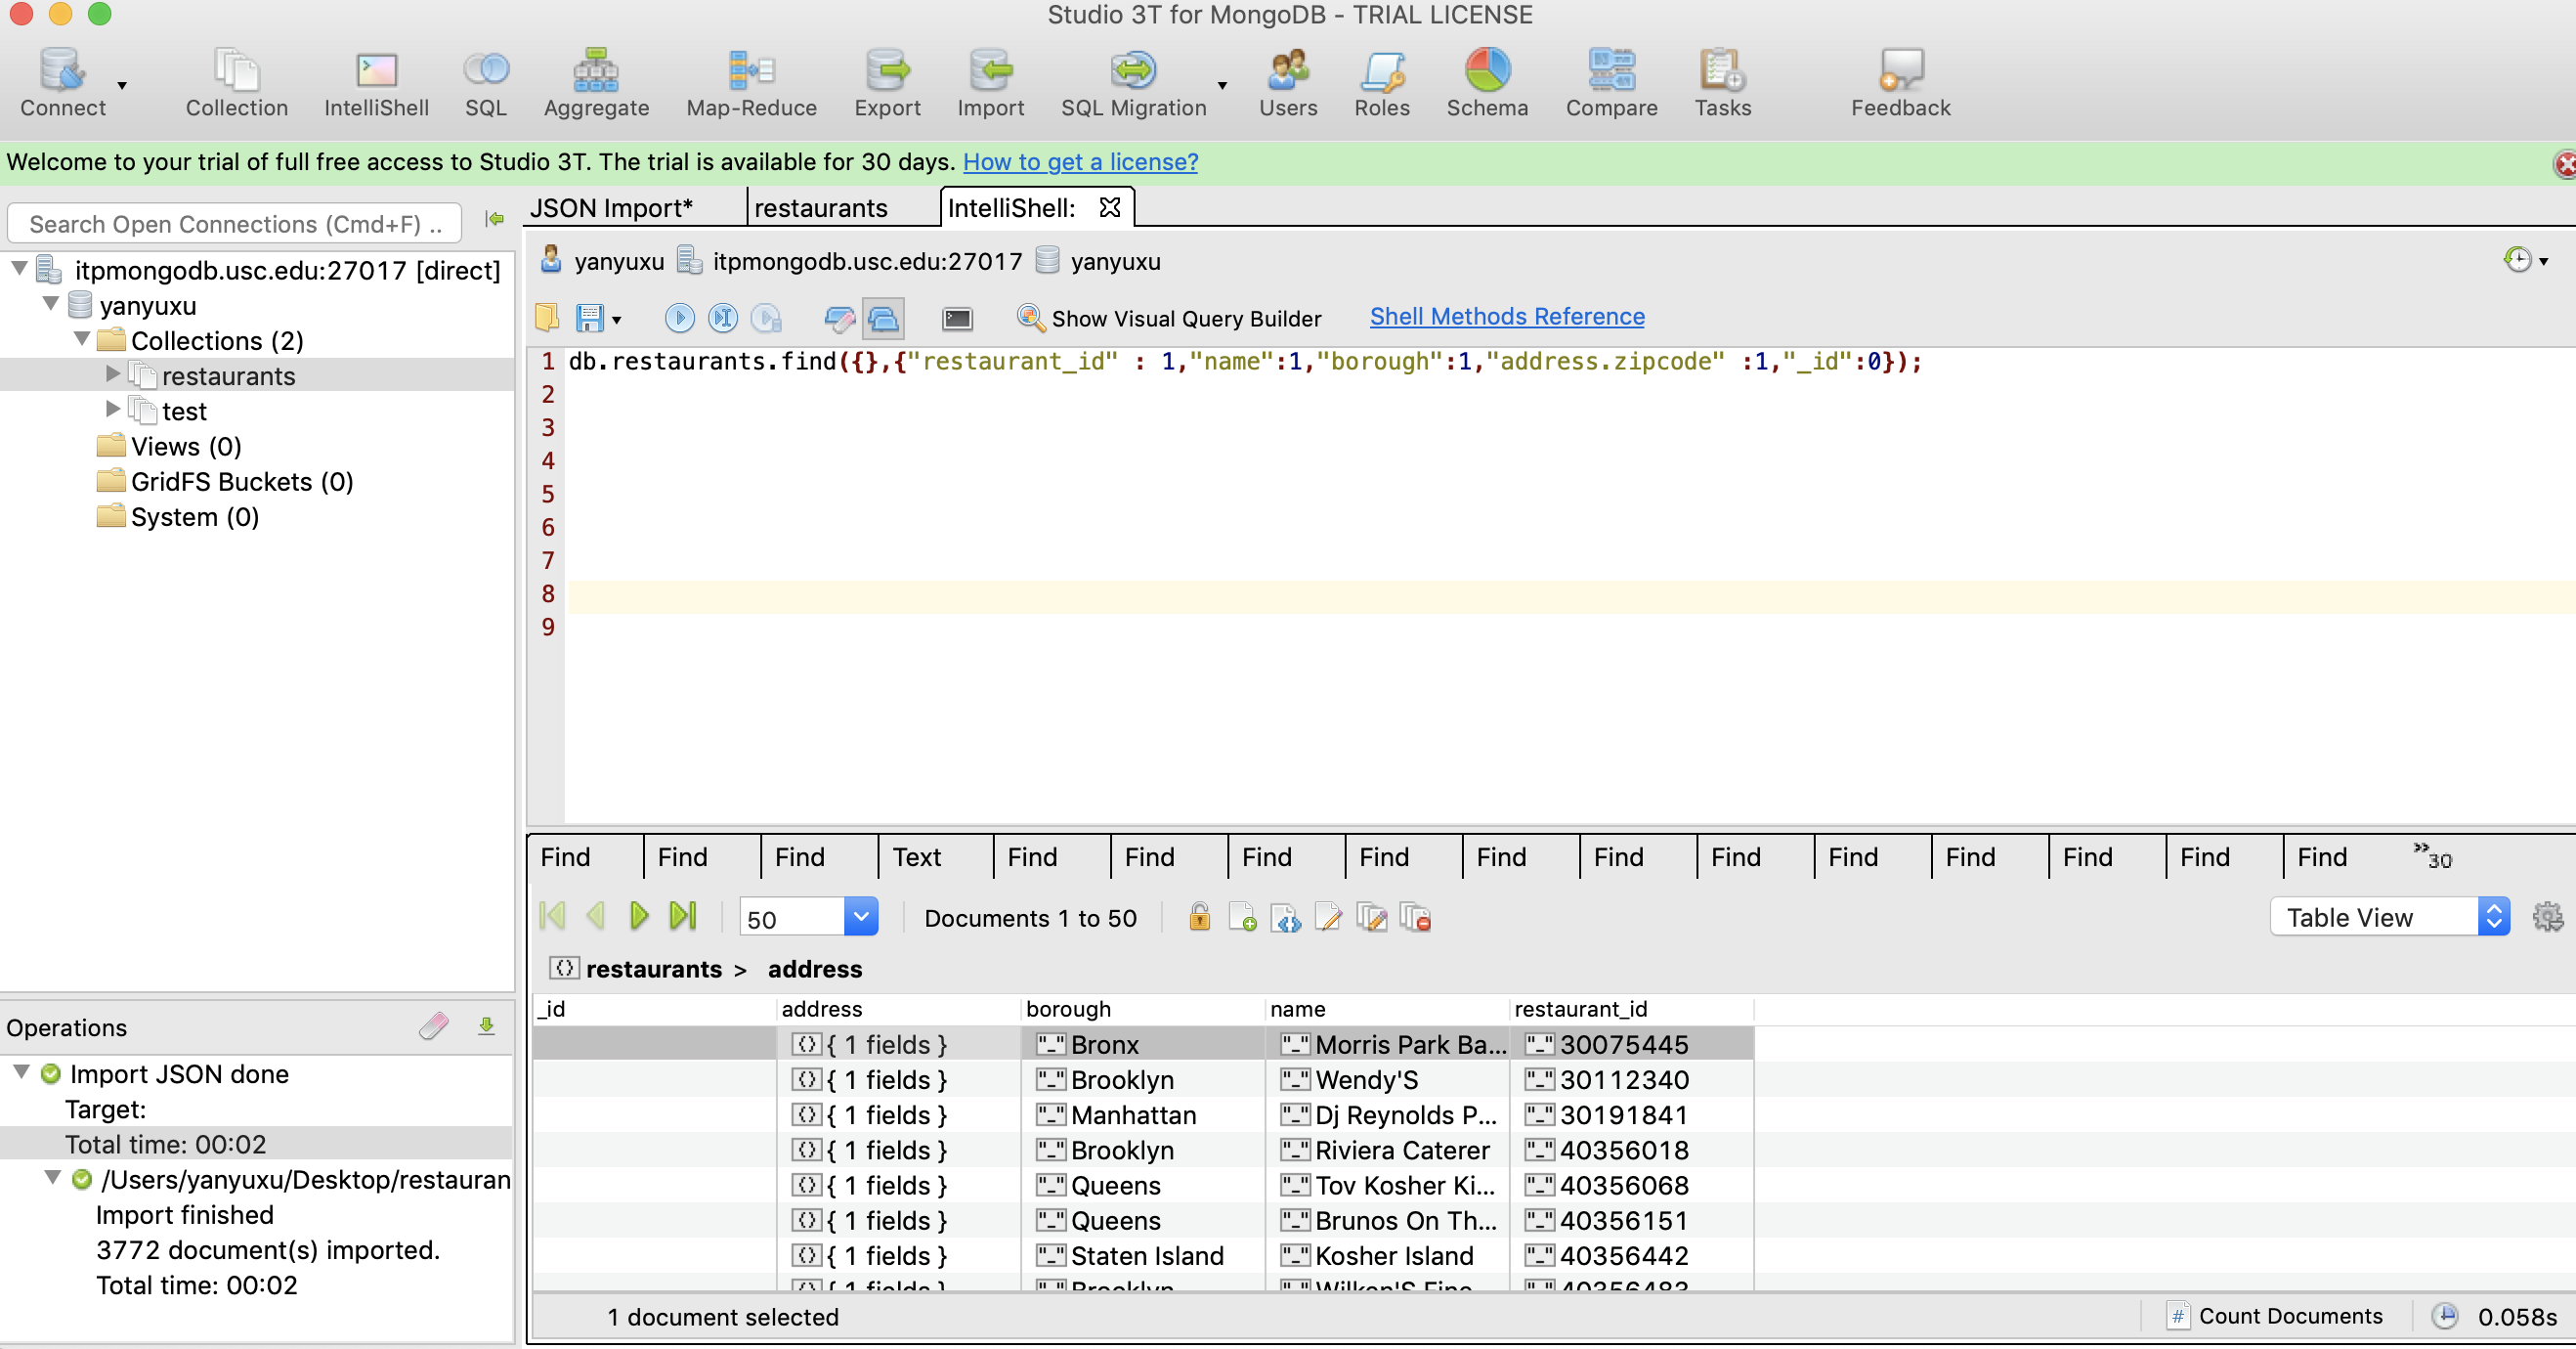 Studio 3T for MongoDB - TRIAL LICENSE
Connect Collection IntelliShell SQL Aggregate Map-Reduce Export Import SQL Migration Users Roles Schema Compare Tasks Feedback
Welcome to your trial of full free access to Studio 3T. The trial is available for 30 days. How to get a license?
Search Open Connections (Cmd+F) ..
itpmongodb.usc.edu:27017 [direct]
yanyuxu
Collections (2)
restaurants
test
Views (0)
GridFS Buckets (0)
System (0)
JSON Import* restaurants IntelliShell:
yanyuxu itpmongodb.usc.edu:27017 yanyuxu
Show Visual Query Builder Shell Methods Reference
1 db.restaurants.find({},{"restaurant_id" : 1,"name":1,"borough":1,"address.zipcode" :1,"_id":0});
2
3
4
5
6
7
8
9
Find Find Find Text Find Find Find Find Find Find Find Find Find Find Find Find »30
50 Documents 1 to 50 Table View
restaurants > address
_id address borough name restaurant_id
{ 1 fields } Bronx Morris Park Ba... 30075445
{ 1 fields } Brooklyn Wendy'S 30112340
{ 1 fields } Manhattan Dj Reynolds P... 30191841
{ 1 fields } Brooklyn Riviera Caterer 40356018
{ 1 fields } Queens Tov Kosher Ki... 40356068
{ 1 fields } Queens Brunos On Th... 40356151
{ 1 fields } Staten Island Kosher Island 40356442
{ 1 fields } Brooklyn Wilken'S Fine 40356483
1 document selected Count Documents 0.058s
Operations
Import JSON done
Target:
Total time: 00:02
/Users/yanyuxu/Desktop/restauran
Import finished
3772 document(s) imported.
Total time: 00:02